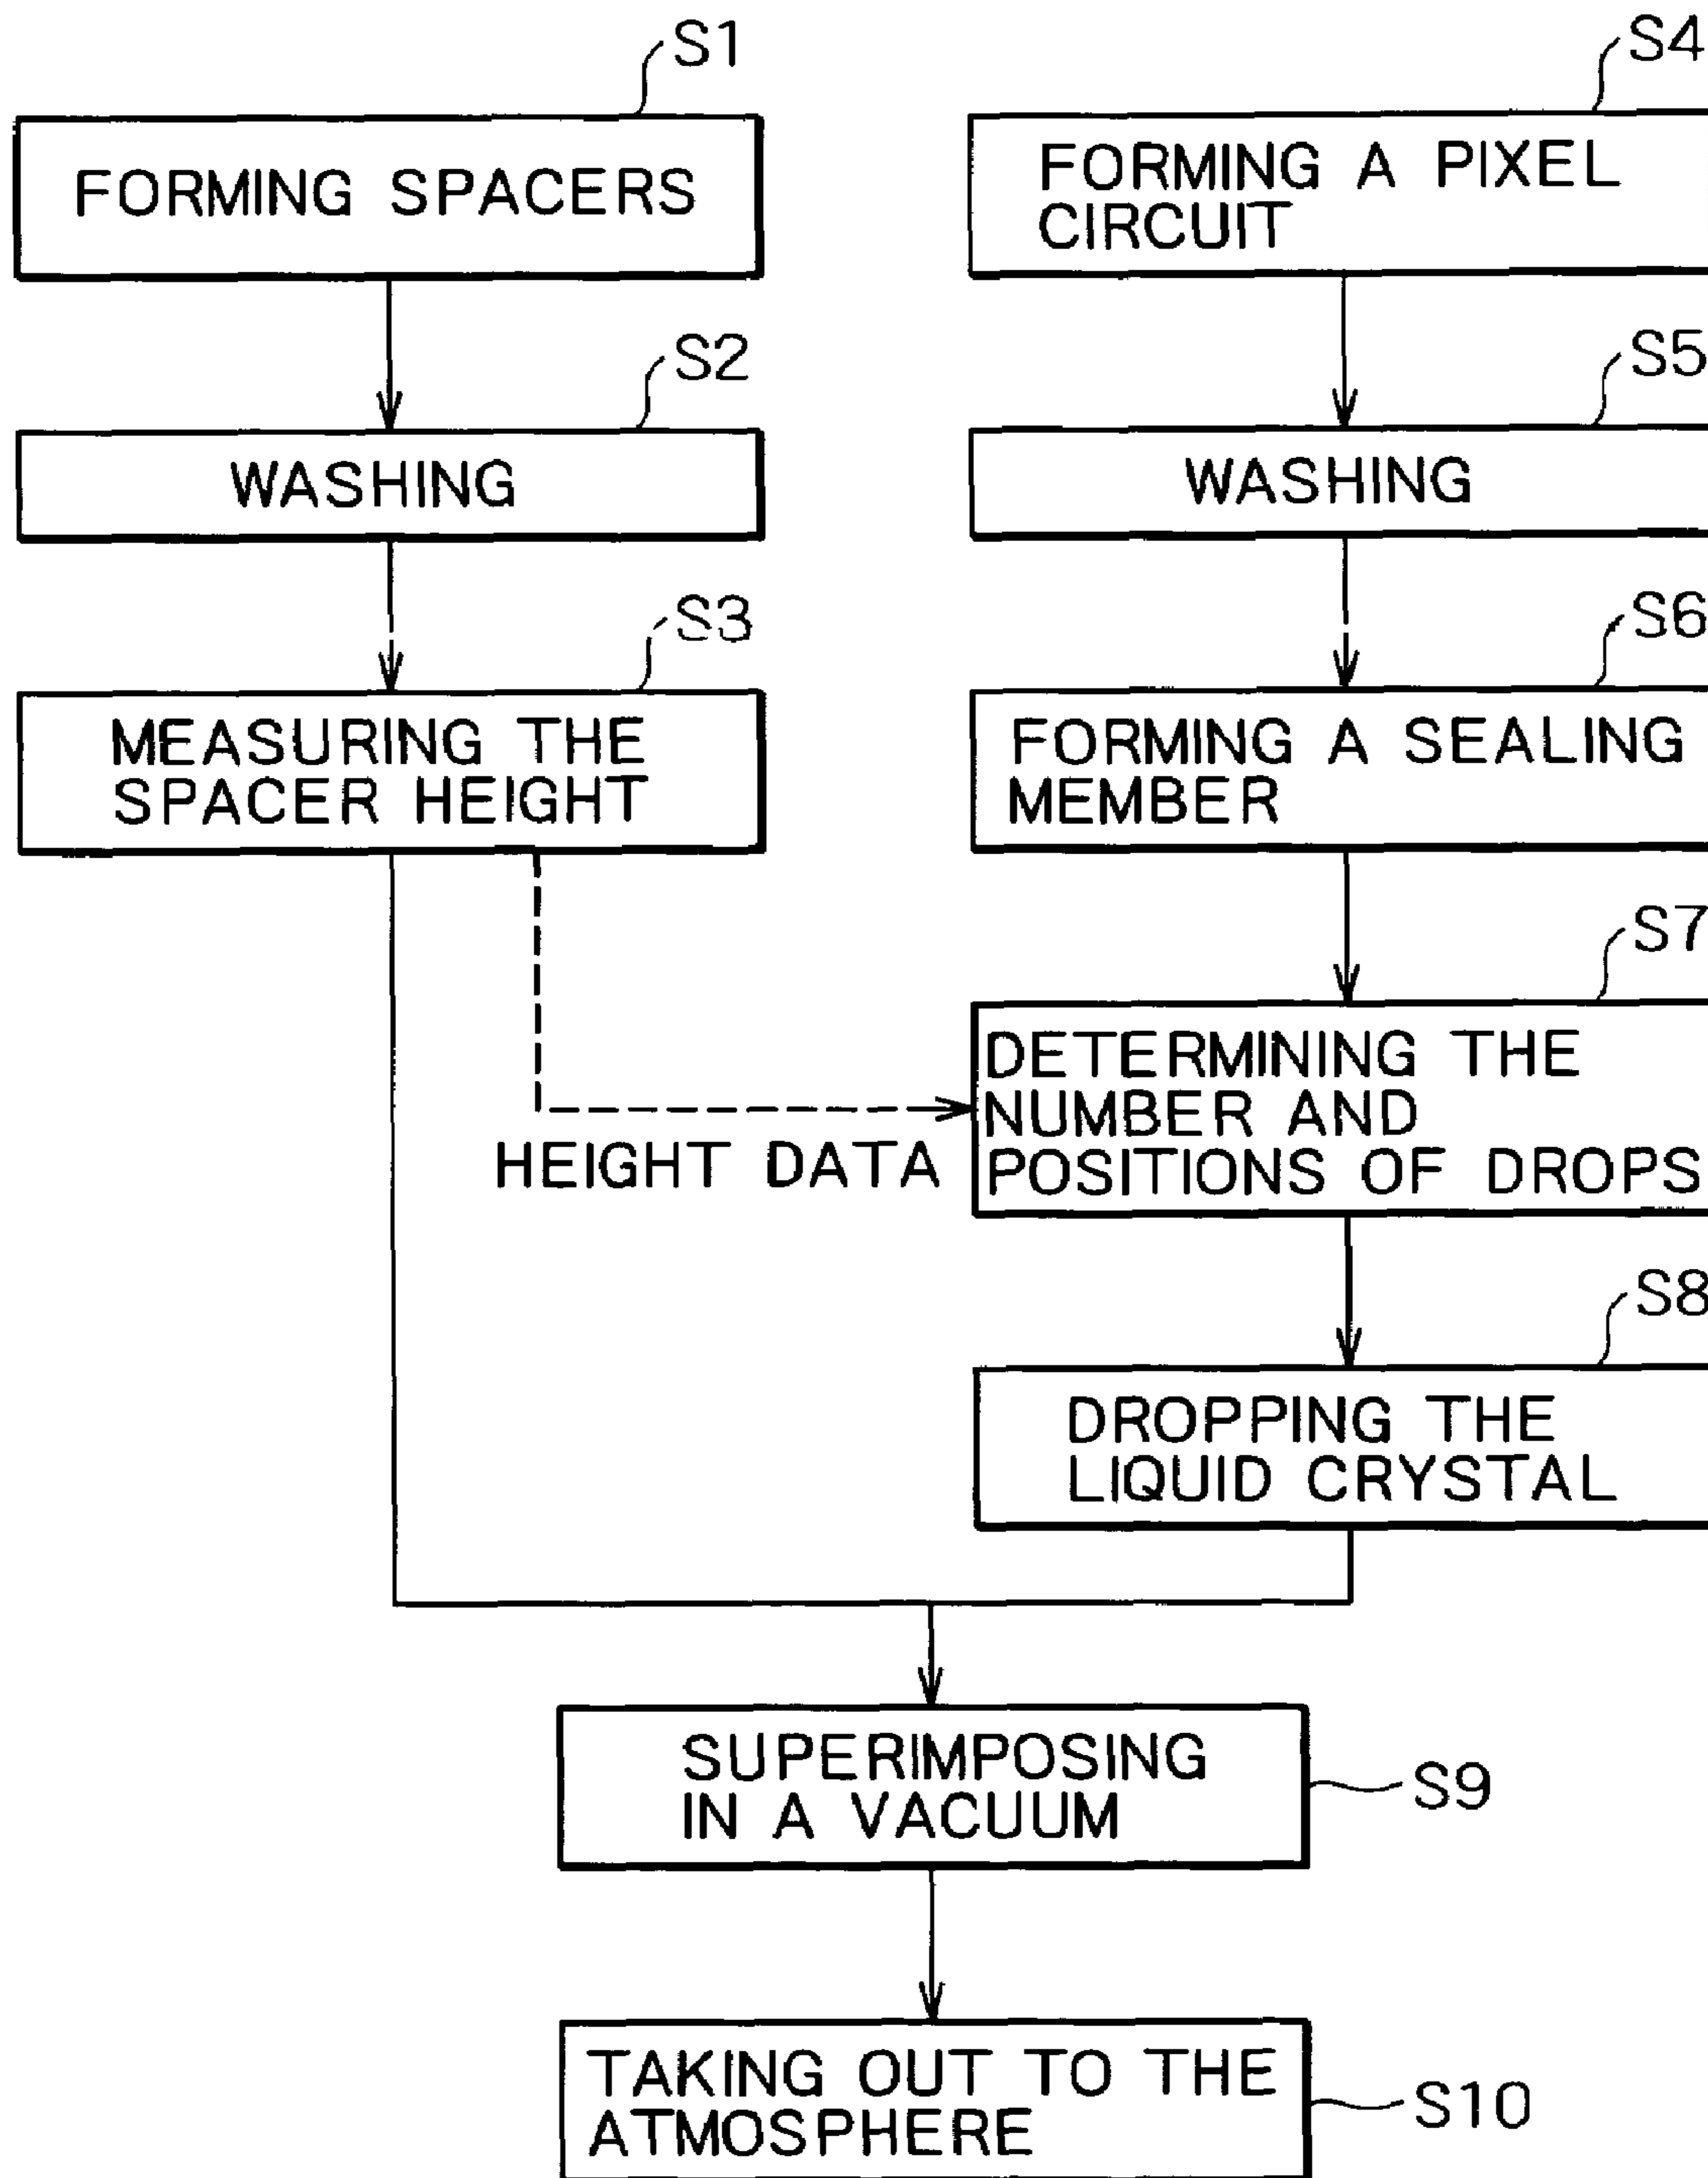 S1
FORMING SPACERS
S2
WASHING
S3
MEASURING THE
SPACER HEIGHT
S4
FORMING A PIXEL
CIRCUIT
S5
WASHING
S6
FORMING A SEALING
MEMBER
S7
HEIGHT DATA
DETERMINING THE
NUMBER AND
POSITIONS OF DROPS
S8
DROPPING THE
LIQUID CRYSTAL
SUPERIMPOSING
IN A VACUUM
S9
TAKING OUT TO THE
ATMOSPHERE
S10